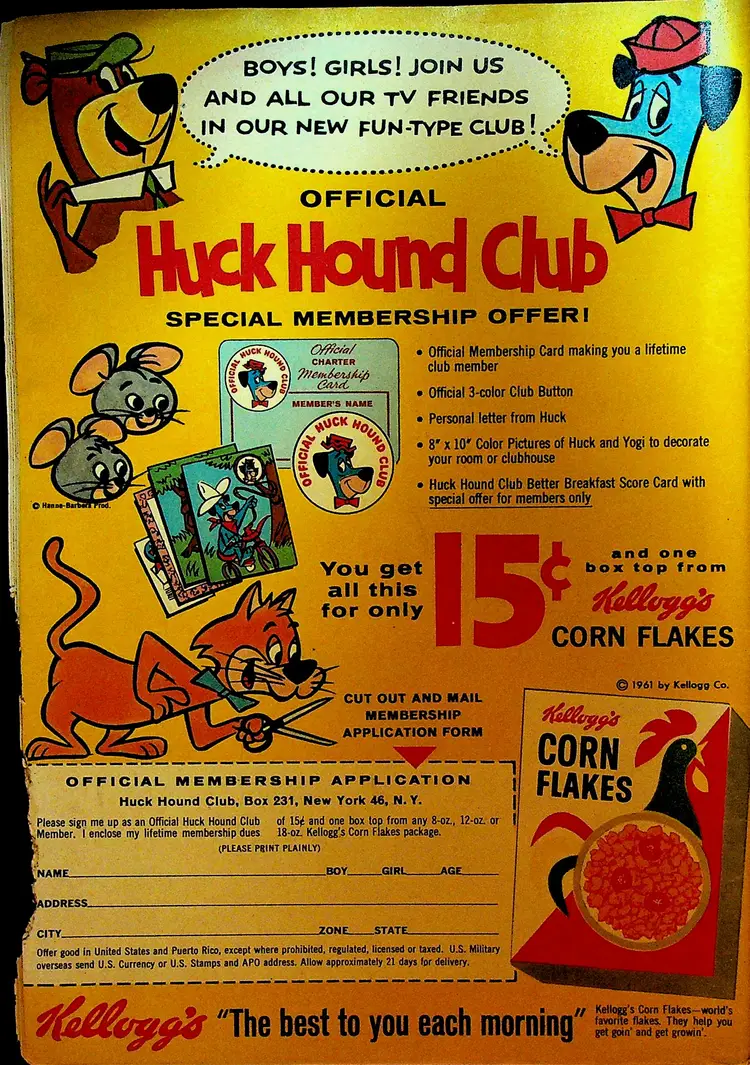 BOYS! GIRLS! JOIN US
AND ALL OUR TV FRIENDS
IN OUR NEW FUN-TYPE CLUB!
OFFICIAL
Huck Hound Club
SPECIAL MEMBERSHIP OFFER!
OFFICIAL HUCK HOUND CLUB
Official
CHARTER
Membership
Card
MEMBER'S NAME
OFFICIAL HUCK HOUND CLUB
• Official Membership Card making you a lifetime
club member
• Official 3-color Club Button
• Personal letter from Huck
• 8" x 10" Color Pictures of Huck and Yogi to decorate
your room or clubhouse
• Huck Hound Club Better Breakfast Score Card with
special offer for members only
© Hanna-Barbera Prod.
You get
all this
for only
15¢
and one
box top from
Kellogg's
CORN FLAKES
© 1961 by Kellogg Co.
CUT OUT AND MAIL
MEMBERSHIP
APPLICATION FORM
Kellogg's
CORN
FLAKES
OFFICIAL MEMBERSHIP APPLICATION
Huck Hound Club, Box 231, New York 46, N.Y.
Please sign me up as an Official Huck Hound Club
Member. I enclose my lifetime membership dues
of 15¢ and one box top from any 8-oz., 12-oz. or
18-oz. Kellogg's Corn Flakes package.
(PLEASE PRINT PLAINLY)
NAME BOY GIRL AGE
ADDRESS
CITY ZONE STATE
Offer good in United States and Puerto Rico, except where prohibited, regulated, licensed or taxed. U.S. Military
overseas send U.S. Currency or U.S. Stamps and APO address. Allow approximately 21 days for delivery.
Kellogg's "The best to you each morning"
Kellogg's Corn Flakes—world's
favorite flakes. They help you
get goin' and get growin'.